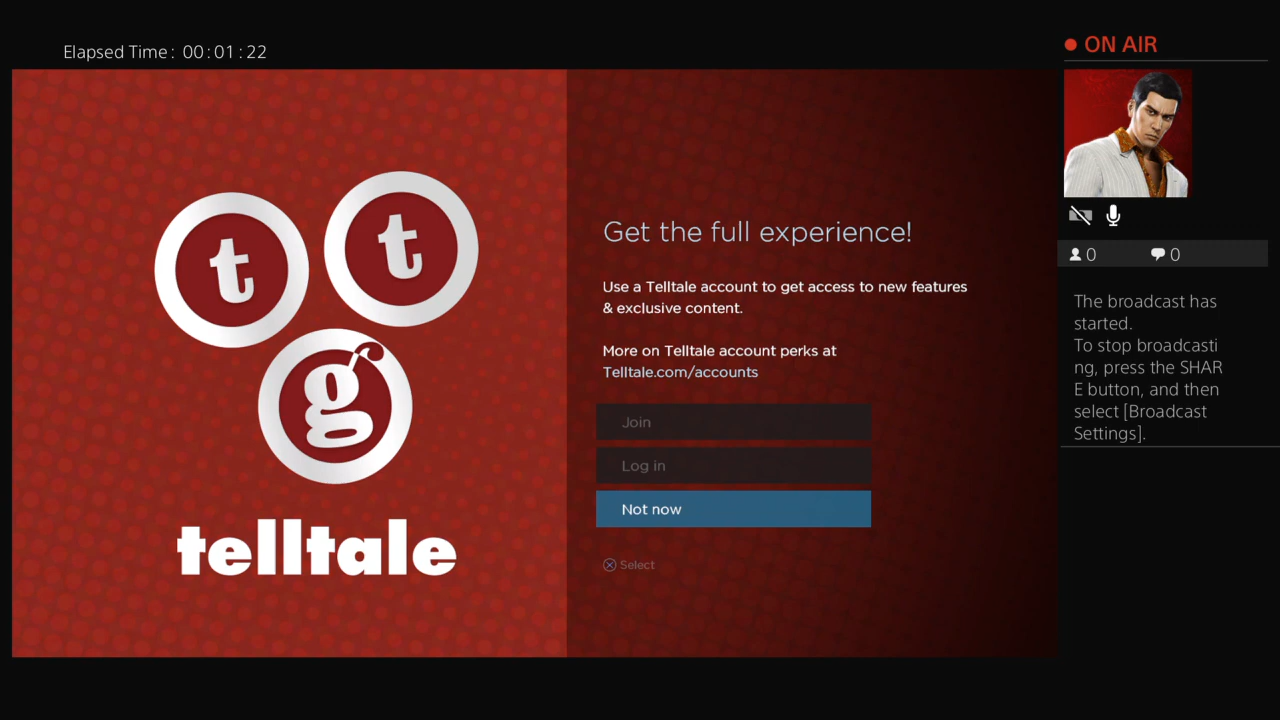 Elapsed Time: 00:01:22
ON AIR
t
t
g
telltale
Get the full experience!
Use a Telltale account to get access to new features
& exclusive content.
More on Telltale account perks at
Telltale.com/accounts
Join
Log in
Not now
Select
0
0
The broadcast has
started.
To stop broadcasti
ng, press the SHAR
E button, and then
select [Broadcast
Settings].